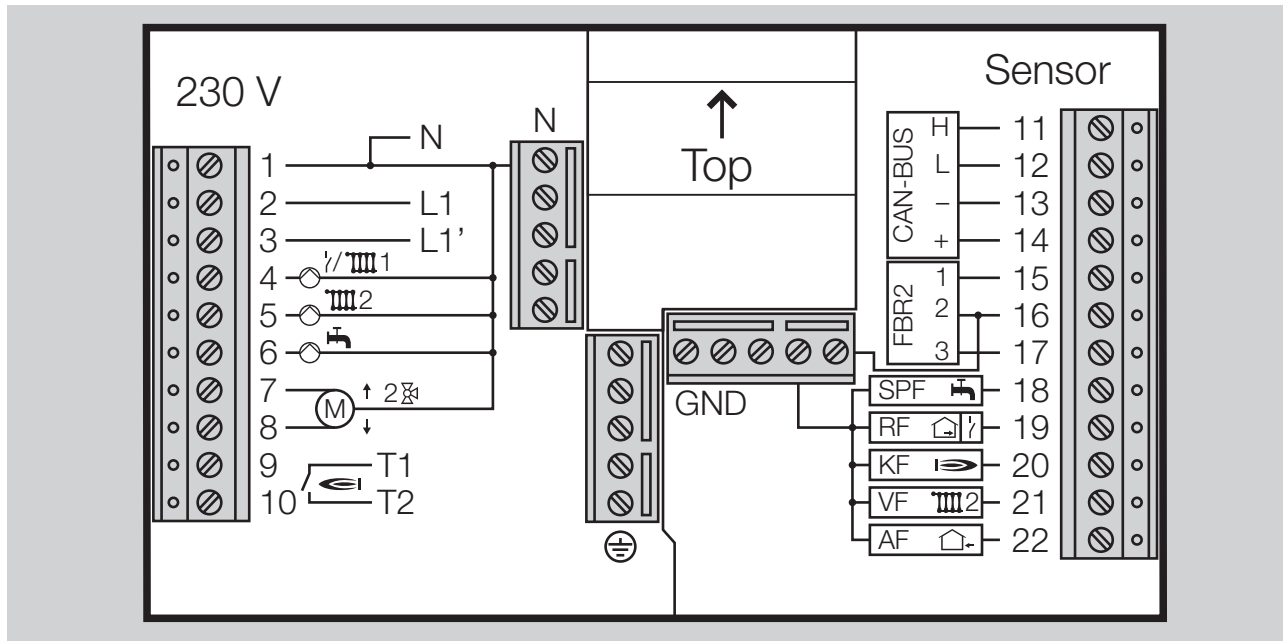 230 V
N
N
1
2 L1
3 L1’
4 1
5 2
6
7 2
M
8
9 T1
10 T2
Top
GND
Sensor
CAN-BUS
H 11
L 12
– 13
+ 14
FBR2
1 15
2 16
3 17
SPF 18
RF 19
KF 20
VF 2 21
AF 22